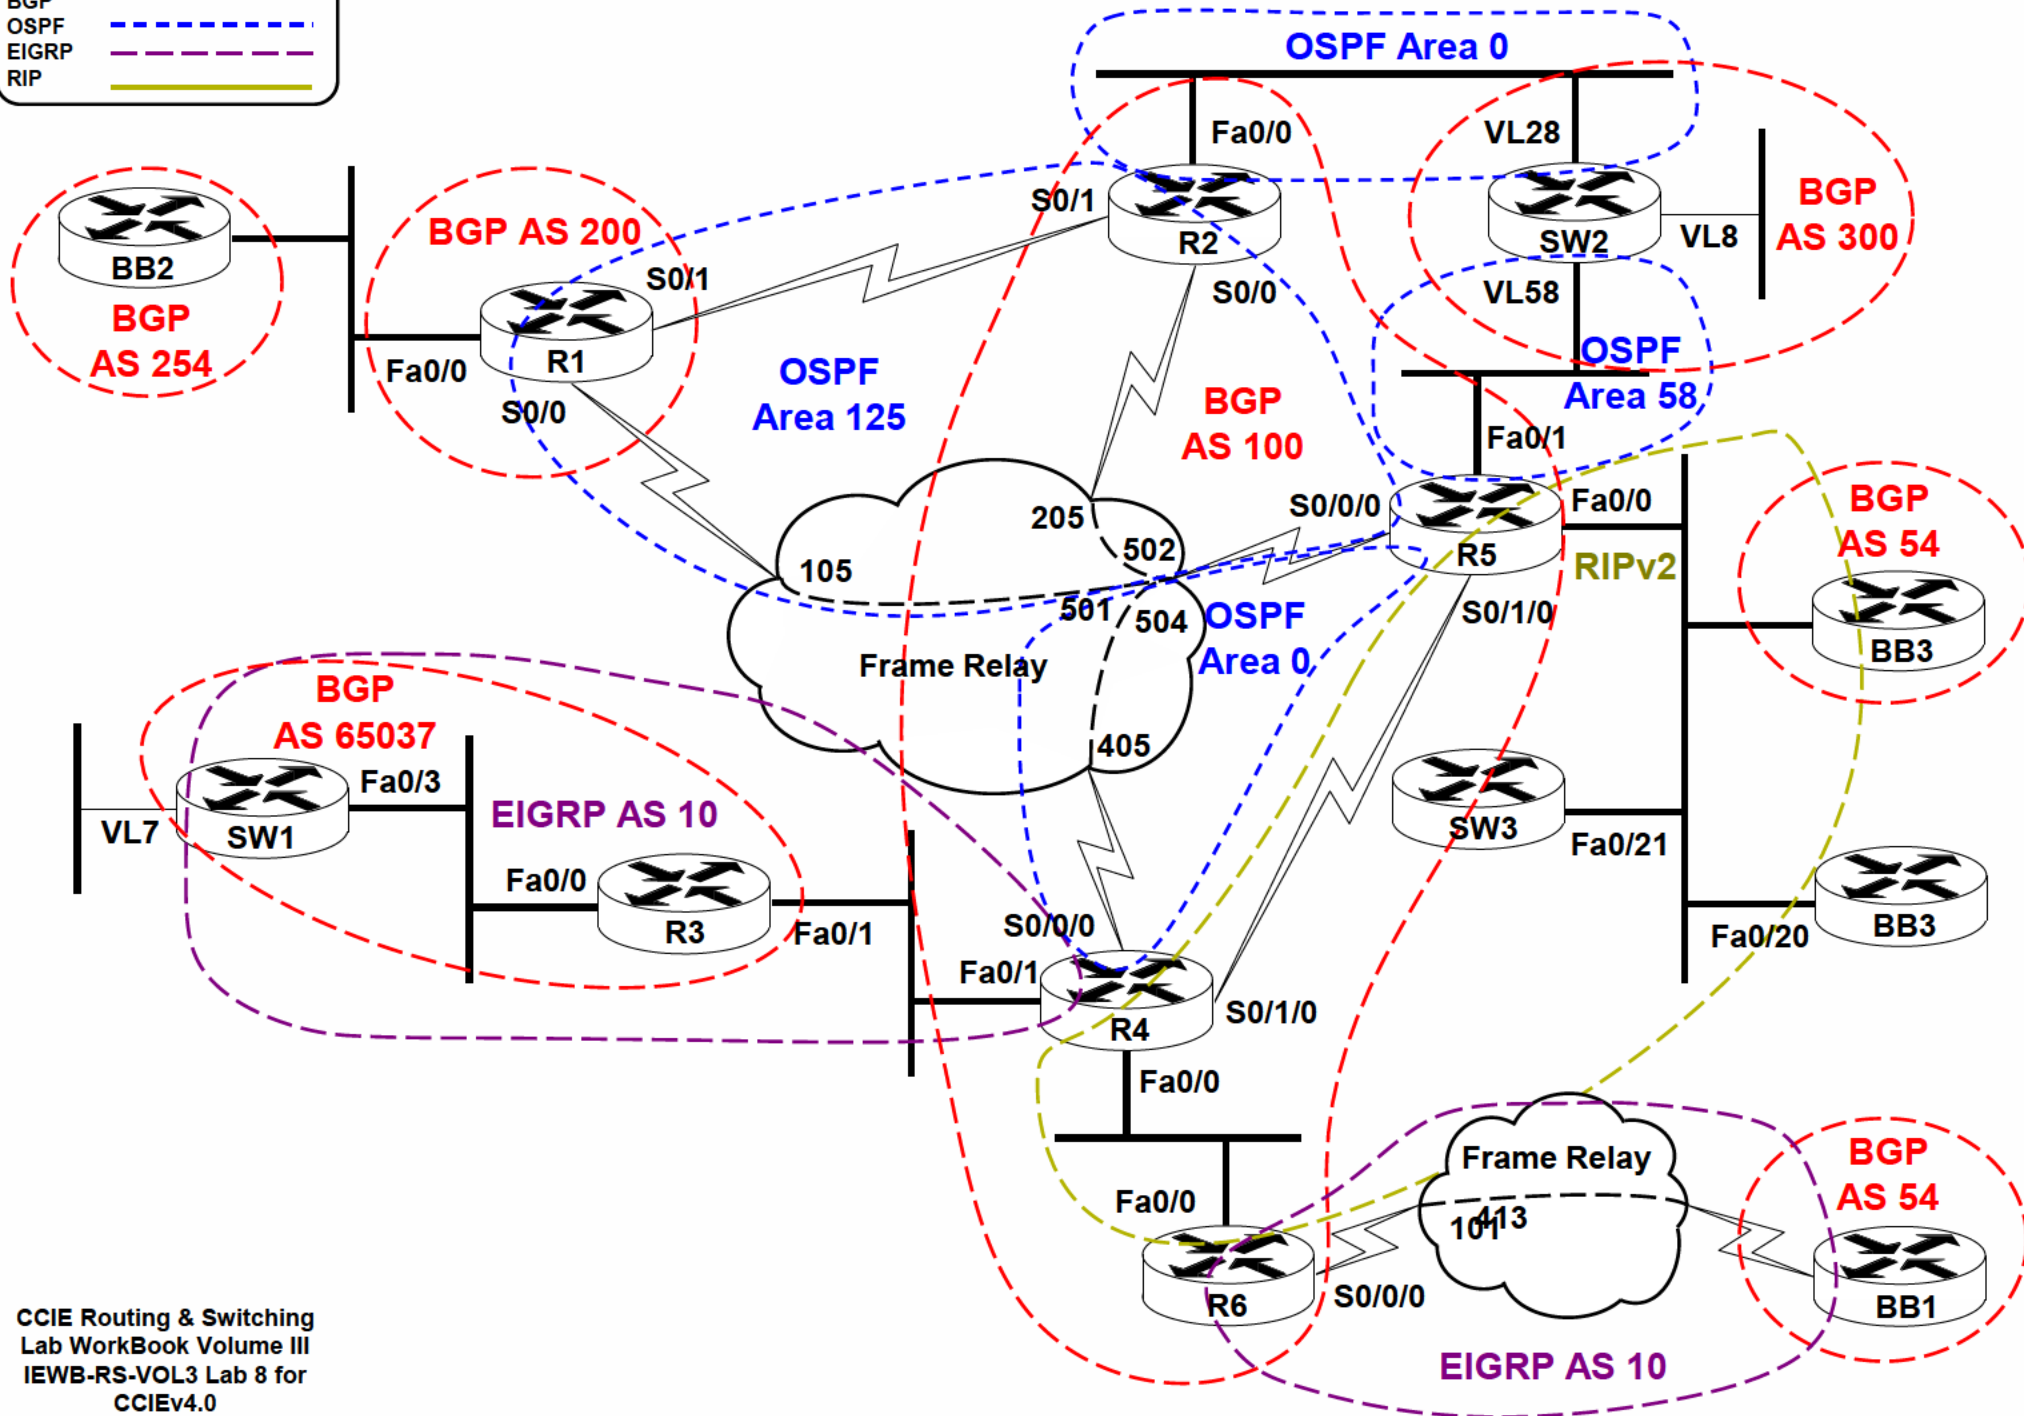 BGP
OSPF
EIGRP
RIP
OSPF Area 0
Fa0/0
VL28
BB2
BGP
AS 254
BGP AS 200
S0/1
R1
Fa0/0
S0/0
S0/1
R2
S0/0
SW2
VL8
BGP
AS 300
VL58
OSPF
Area 125
BGP
AS 100
OSPF
Area 58
Fa0/1
S0/0/0
R5
Fa0/0
RIPv2
S0/1/0
BGP
AS 54
BB3
105
205
502
501
504
405
Frame Relay
OSPF
Area 0
BGP
AS 65037
Fa0/3
VL7
SW1
EIGRP AS 10
Fa0/0
R3
Fa0/1
SW3
Fa0/21
BB3
Fa0/20
S0/0/0
Fa0/1
R4
S0/1/0
Fa0/0
Fa0/0
R6
S0/0/0
Frame Relay
101
413
BGP
AS 54
BB1
EIGRP AS 10
CCIE Routing & Switching
Lab WorkBook Volume III
IEWB-RS-VOL3 Lab 8 for
CCIEv4.0